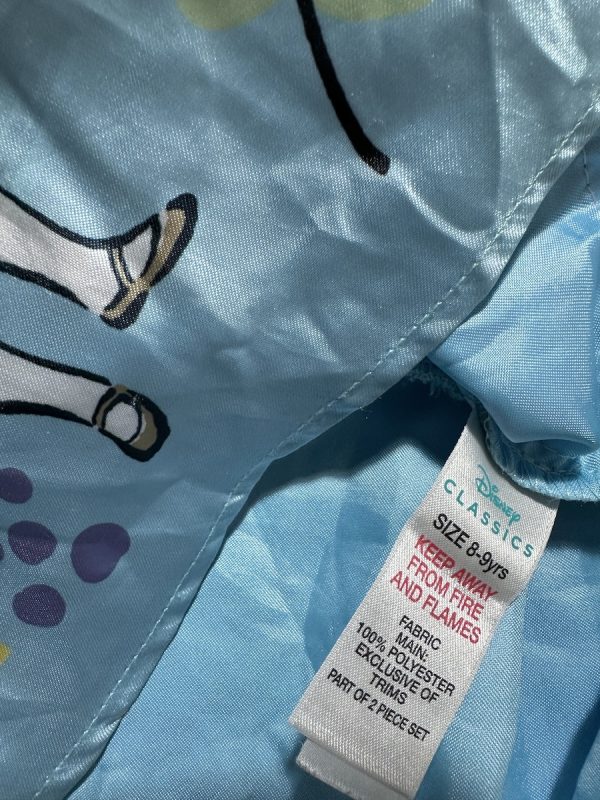 Disney
CLASSICS
SIZE 8-9yrs
KEEP AWAY
FROM FIRE
AND FLAMES
FABRIC
MAIN:
100% POLYESTER
EXCLUSIVE OF
TRIMS
PART OF 2 PIECE SET